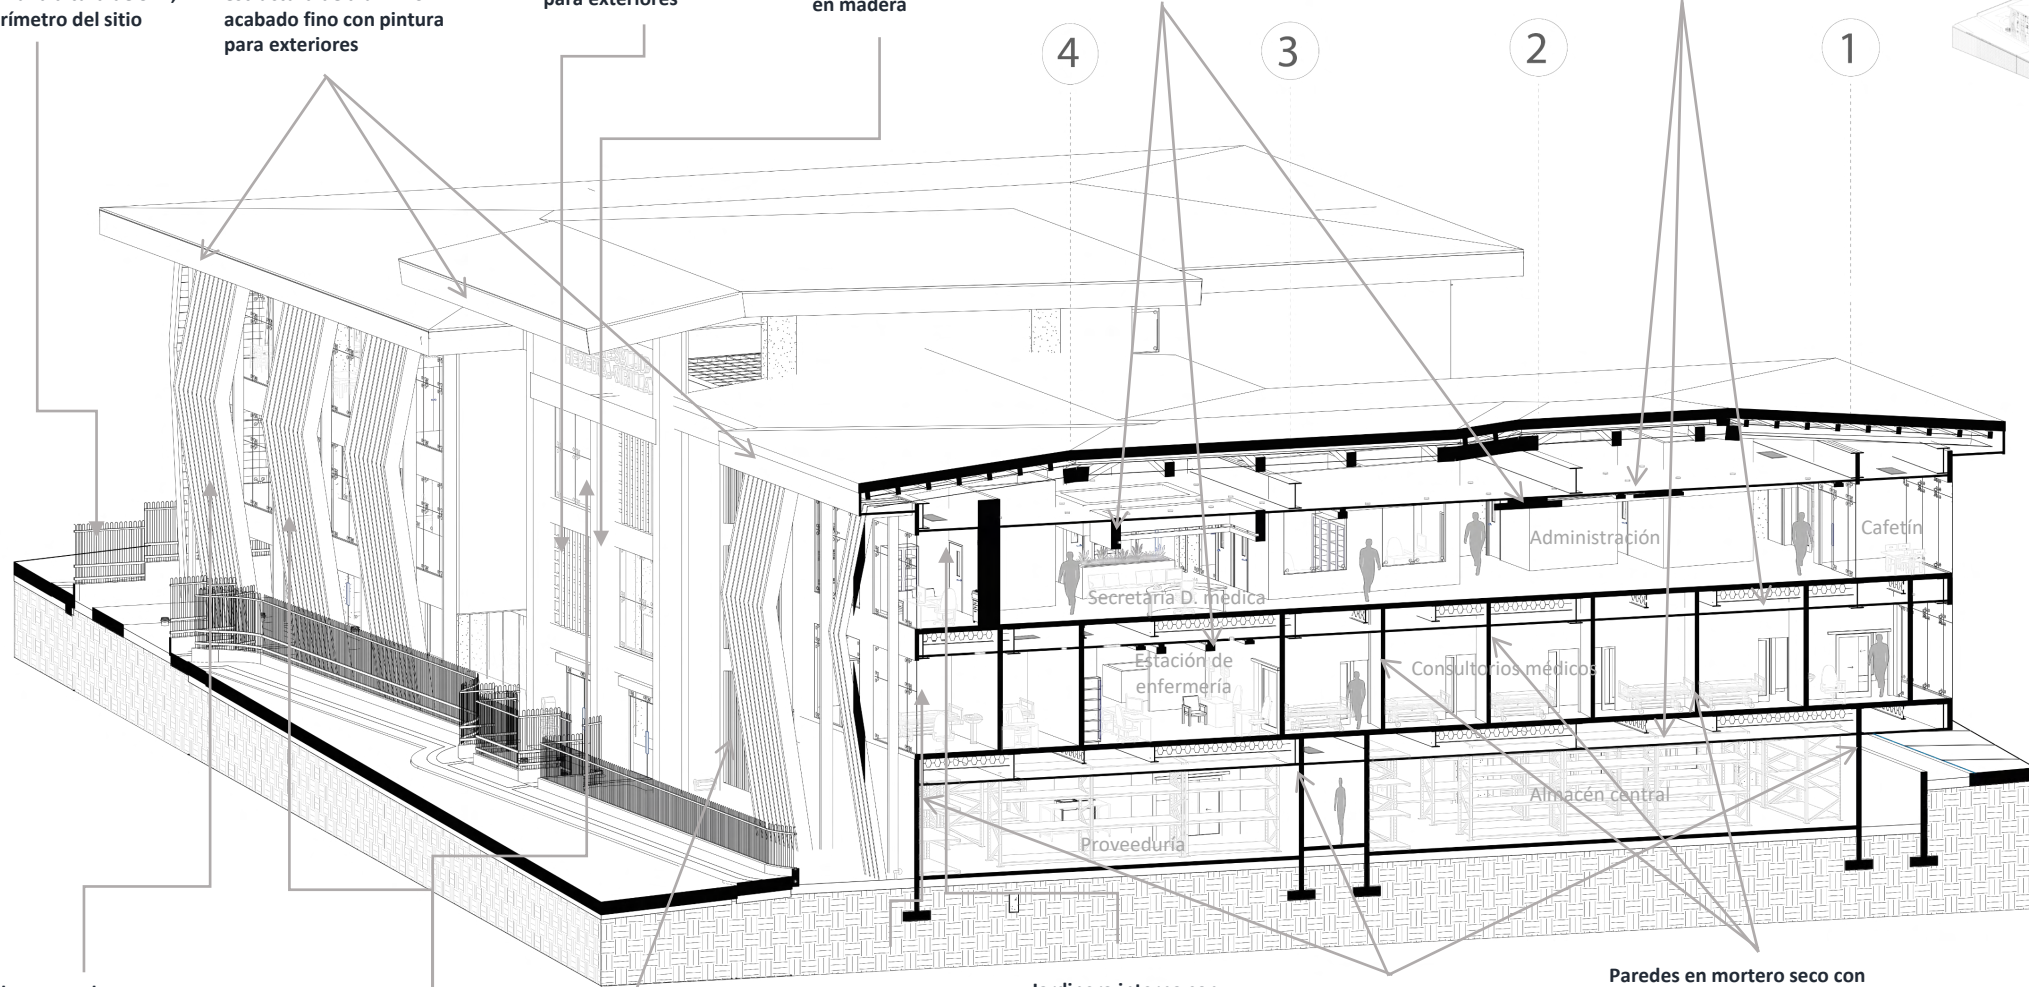 rímetro del sitio
acabado fino con pintura
para exteriores
para exteriores
en madera
4
3
2
1
Administración
Cafetín
Secretaría D. médica
Estación de
enfermería
Consultorios médicos
Almacén central
Proveeduría
Paredes en mortero seco con